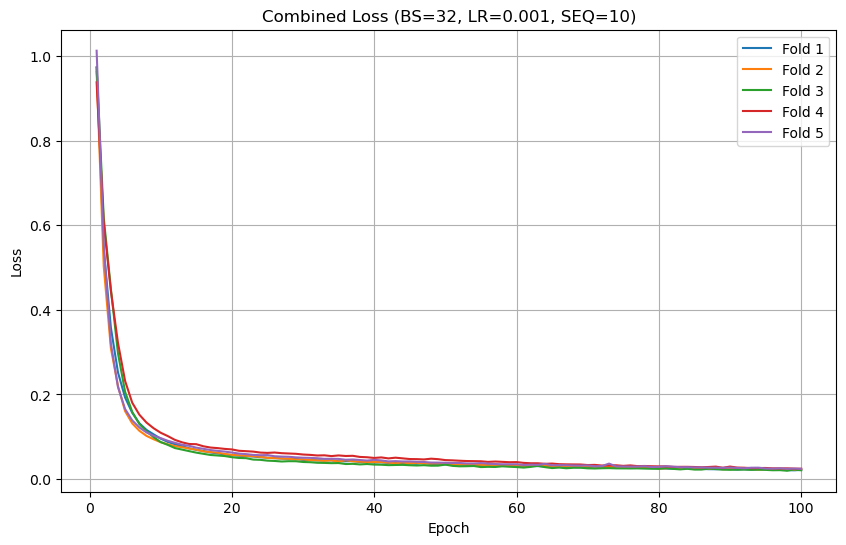 Combined Loss (BS=32, LR=0.001, SEQ=10)
Fold 1
Fold 2
Fold 3
Fold 4
Fold 5
1.0
0.8
0.6
0.4
0.2
0.0
Loss
0
20
40
60
80
100
Epoch